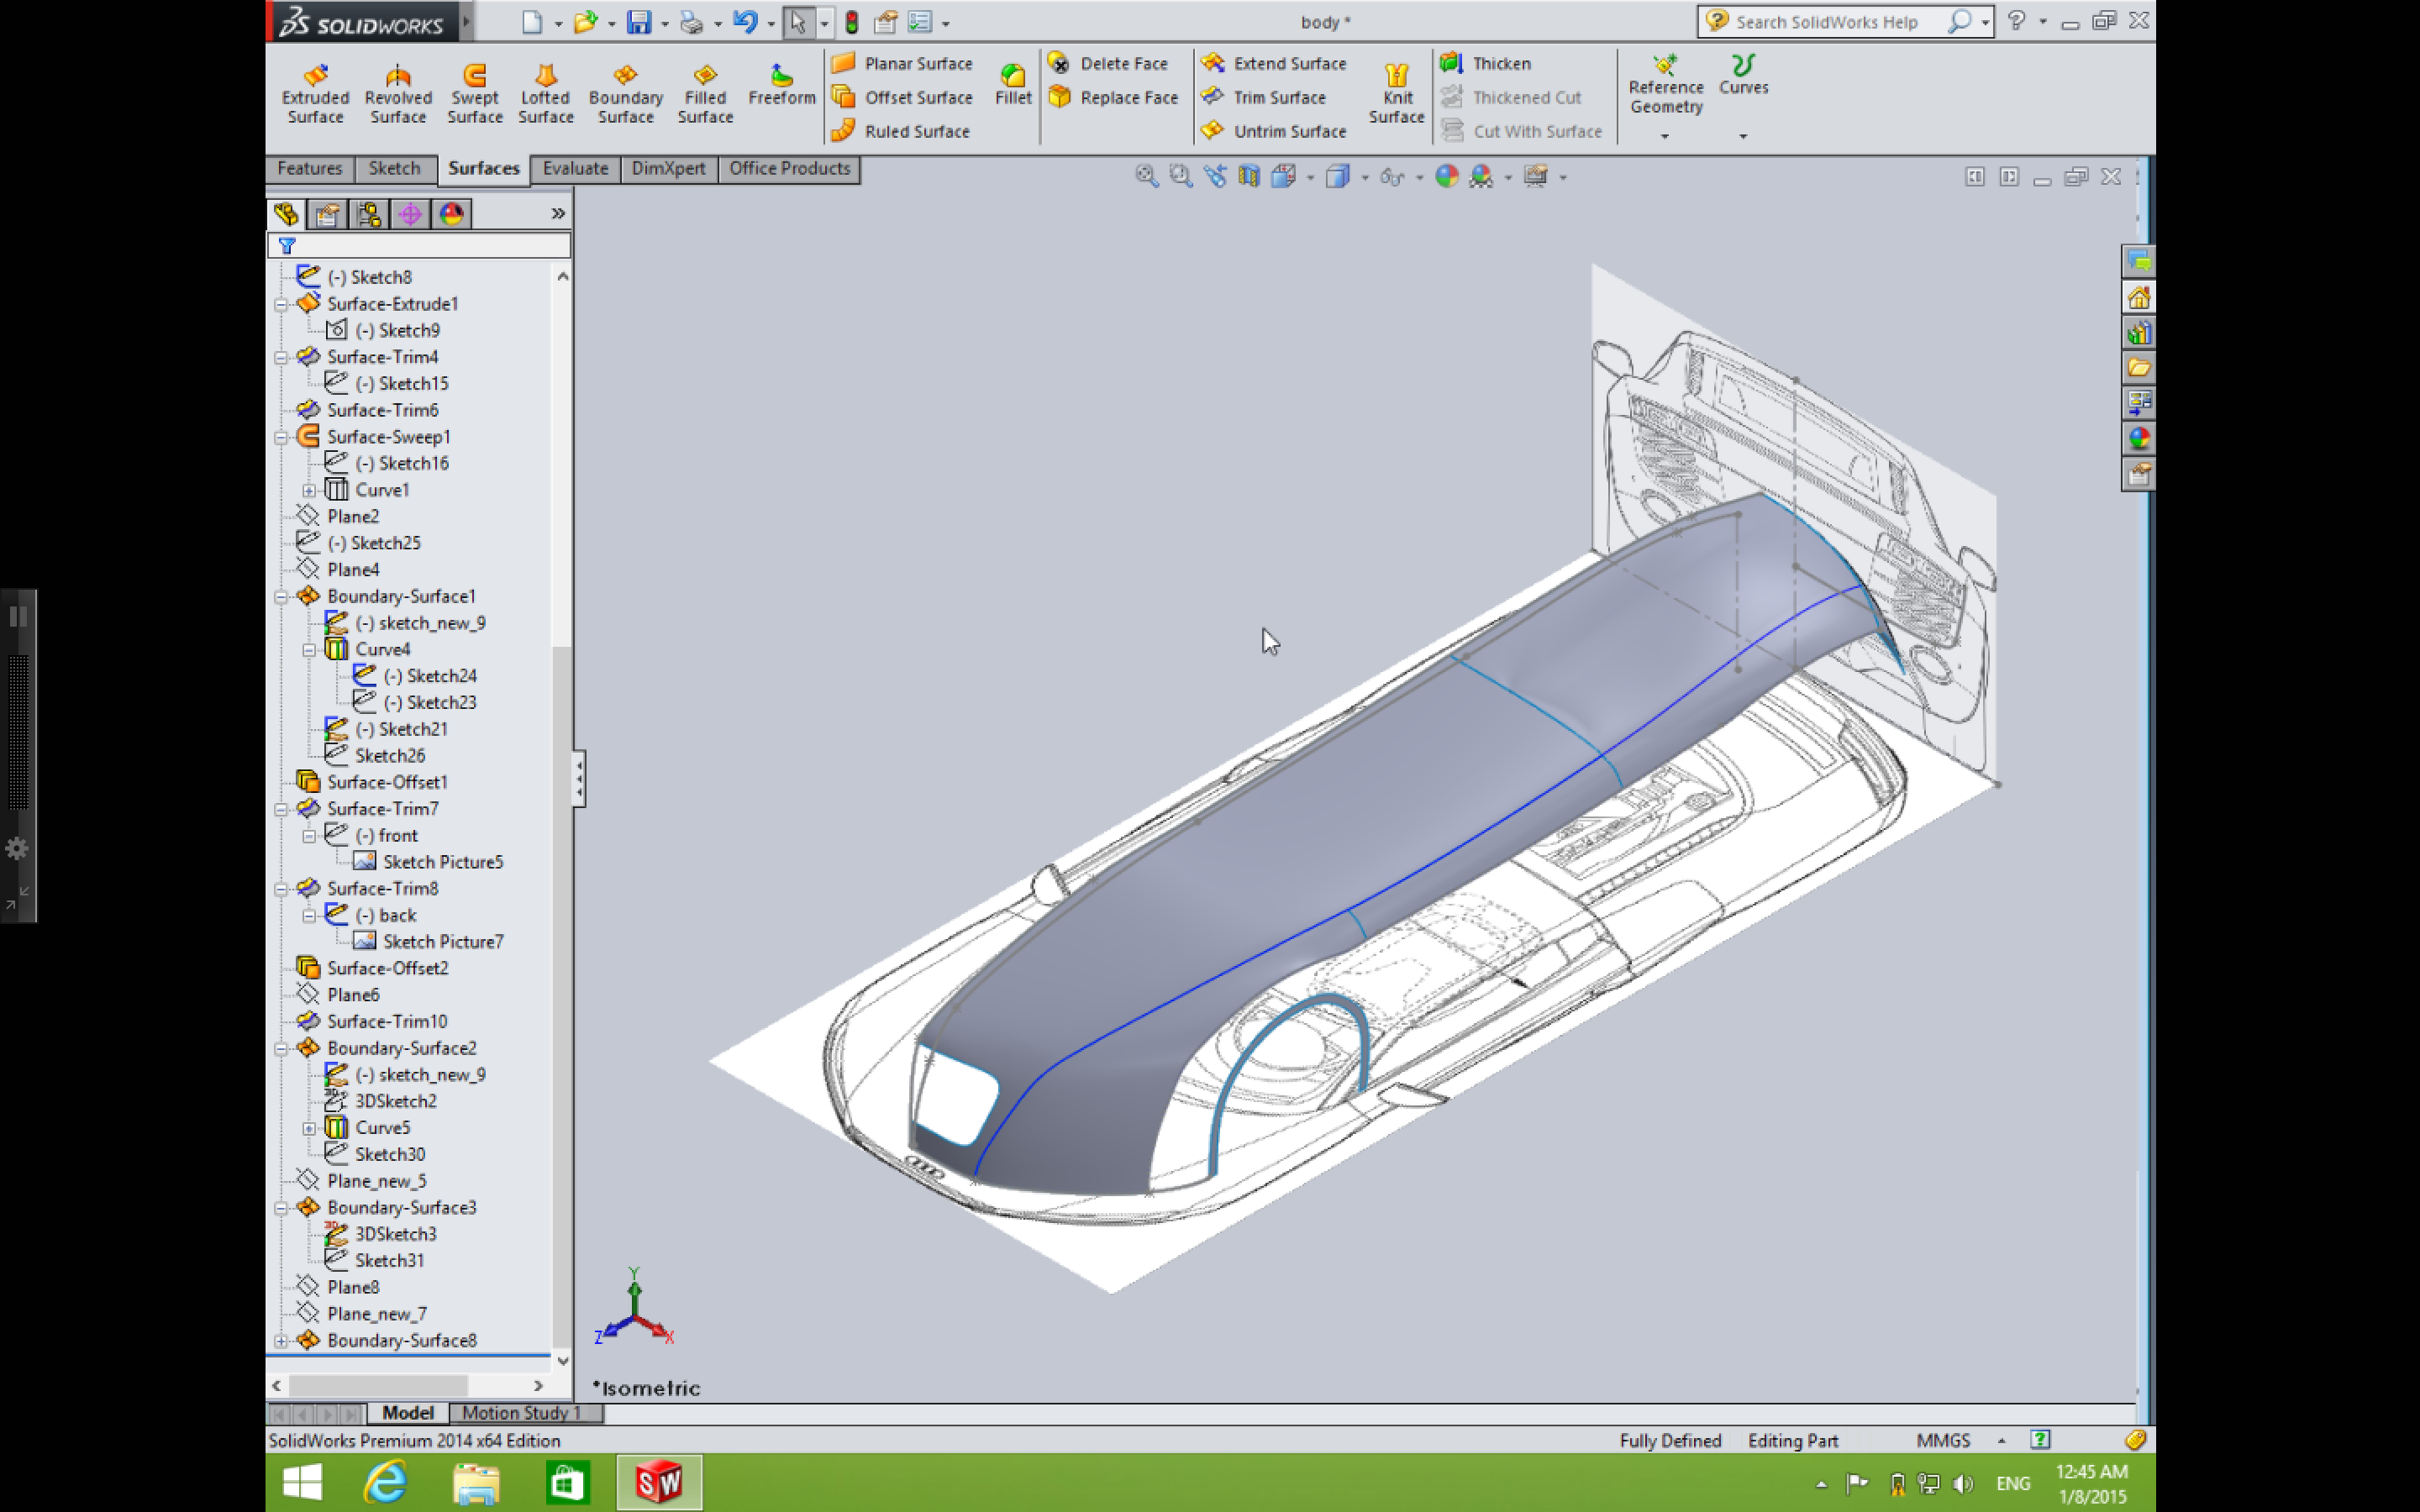 SOLIDWORKS
body *
Search SolidWorks Help
Extruded Surface
Revolved Surface
Swept Surface
Lofted Surface
Boundary Surface
Filled Surface
Freeform
Planar Surface
Offset Surface
Ruled Surface
Fillet
Delete Face
Replace Face
Extend Surface
Trim Surface
Untrim Surface
Knit Surface
Thicken
Thickened Cut
Cut With Surface
Reference Geometry
Curves
Features
Sketch
Surfaces
Evaluate
DimXpert
Office Products
(-) Sketch8
Surface-Extrude1
(-) Sketch9
Surface-Trim4
(-) Sketch15
Surface-Trim6
Surface-Sweep1
(-) Sketch16
Curve1
Plane2
(-) Sketch25
Plane4
Boundary-Surface1
(-) sketch_new_9
Curve4
(-) Sketch24
(-) Sketch23
(-) Sketch21
Sketch26
Surface-Offset1
Surface-Trim7
(-) front
Sketch Picture5
Surface-Trim8
(-) back
Sketch Picture7
Surface-Offset2
Plane6
Surface-Trim10
Boundary-Surface2
(-) sketch_new_9
3DSketch2
Curve5
Sketch30
Plane_new_5
Boundary-Surface3
3DSketch3
Sketch31
Plane8
Plane_new_7
Boundary-Surface8
Y
Z
X
*Isometric
Model
Motion Study 1
SolidWorks Premium 2014 x64 Edition
Fully Defined
Editing Part
MMGS
SW
ENG
12:45 AM
1/8/2015